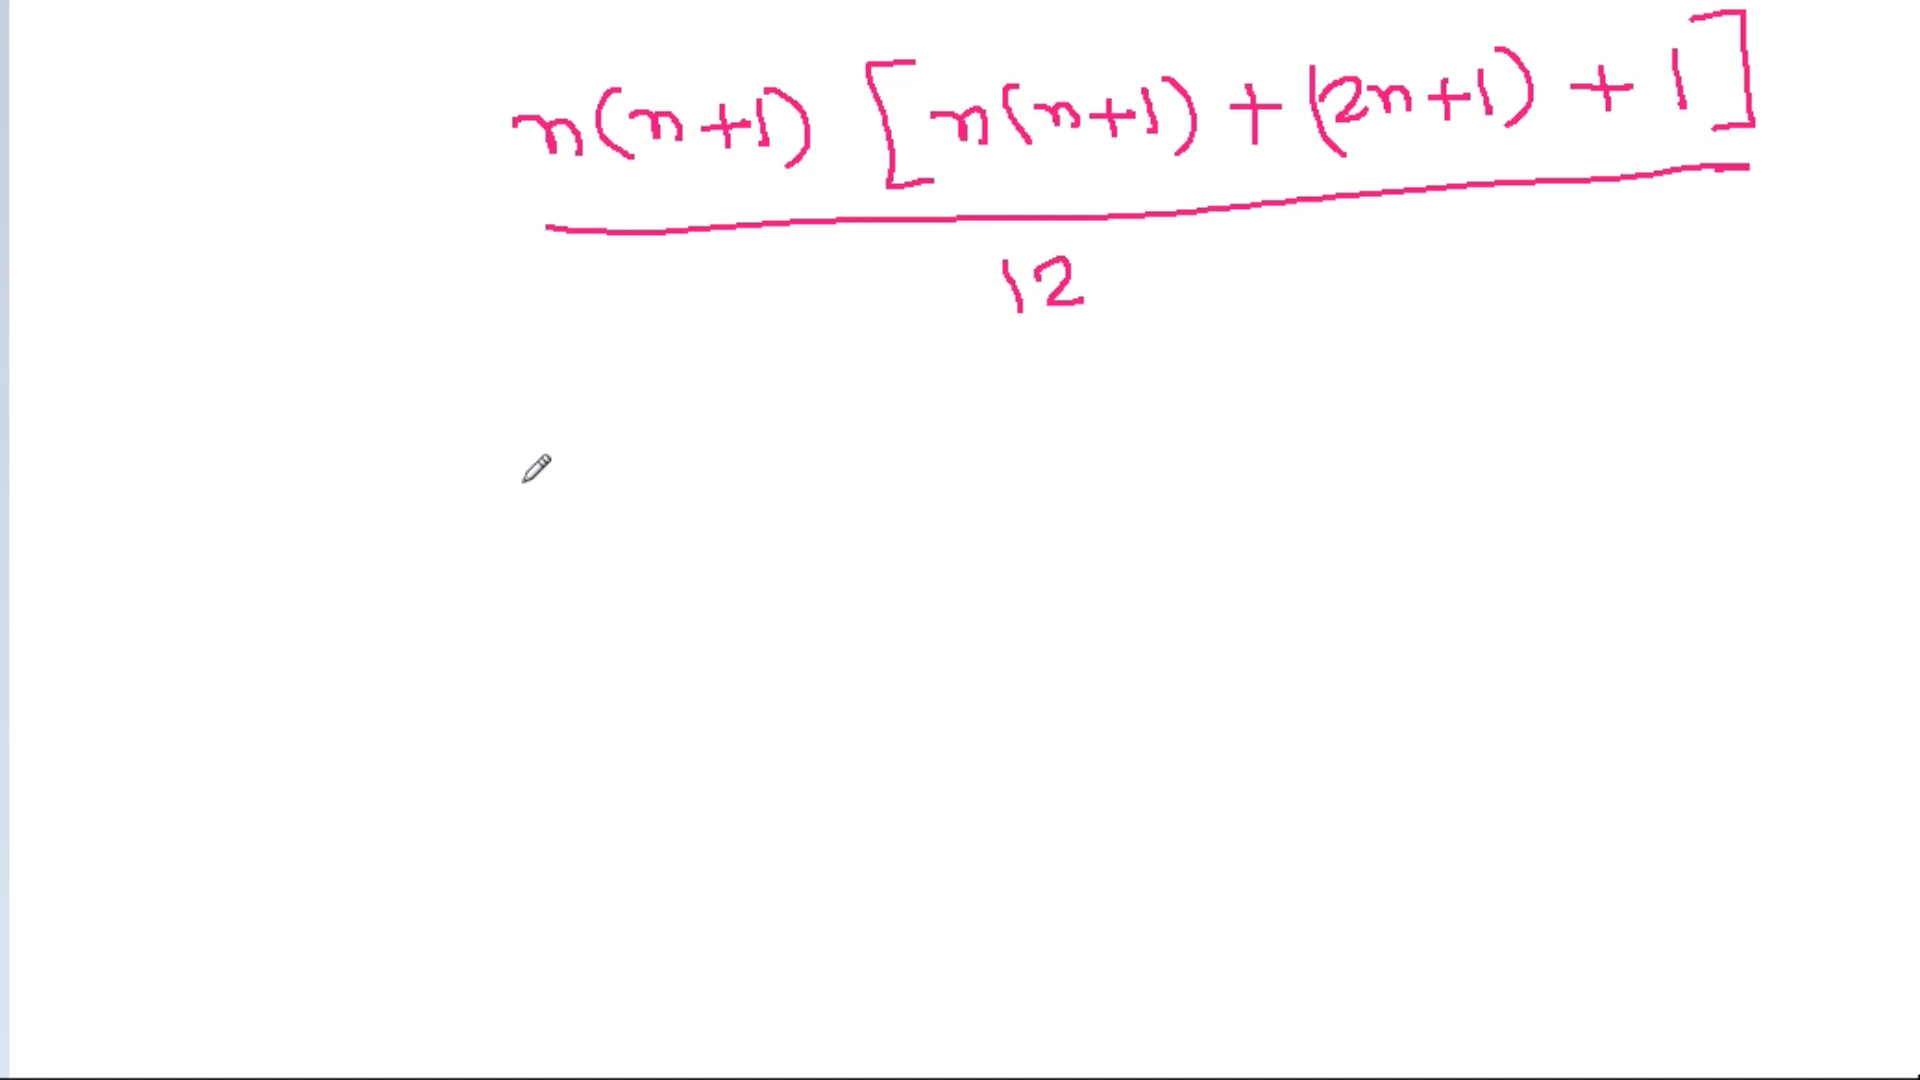 n(n+1) [n(n+1) + (2n+1) + 1]
12